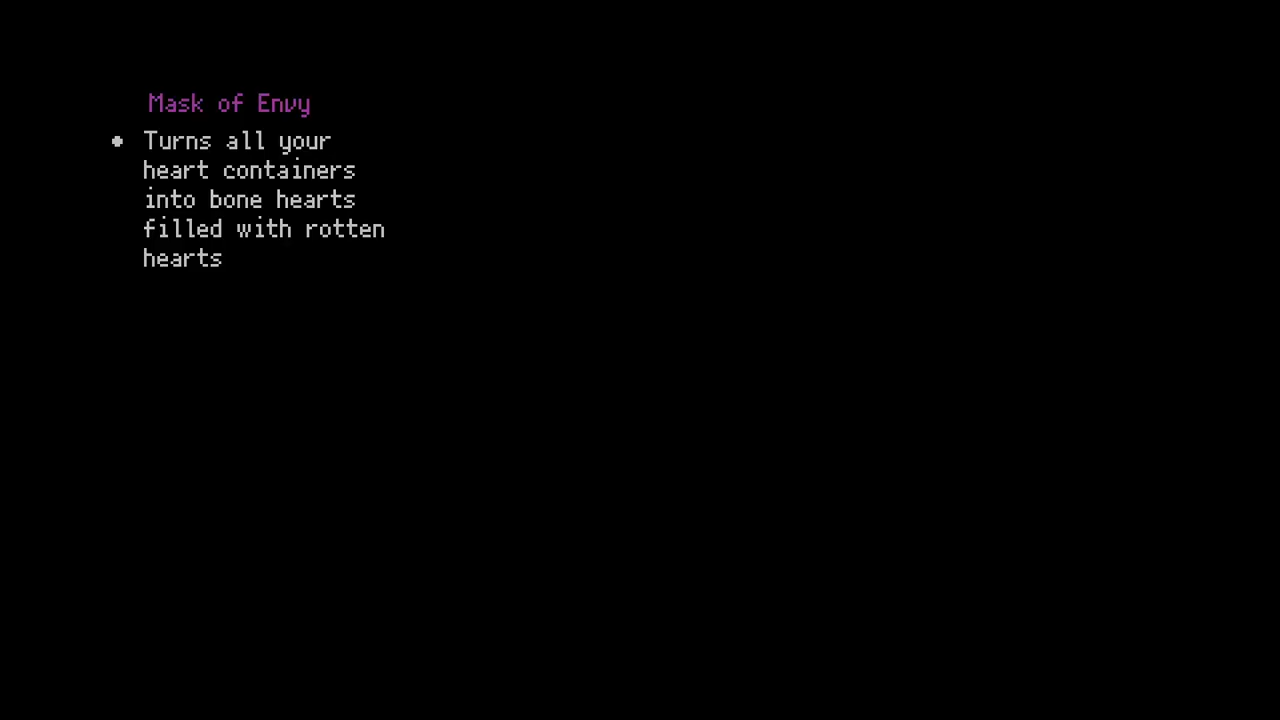 Mask of Envy
• Turns all your
heart containers
into bone hearts
filled with rotten
hearts